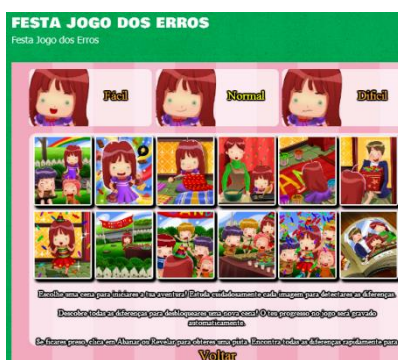 FESTA JOGO DOS ERROS
Festa Jogo dos Erros
Fácil Normal Difícil
Escolhe uma cena para iniciares a tua aventura! Estuda cuidadosamente cada imagem para detectares as diferenças.
Descobre todas as diferenças para desbloqueares uma nova cena! O teu progresso no jogo será gravado
automaticamente.
Se ficares preso, clica em Abanar ou Revelar para obteres uma pista. Encontra todas as diferenças rapidamente para
Voltar